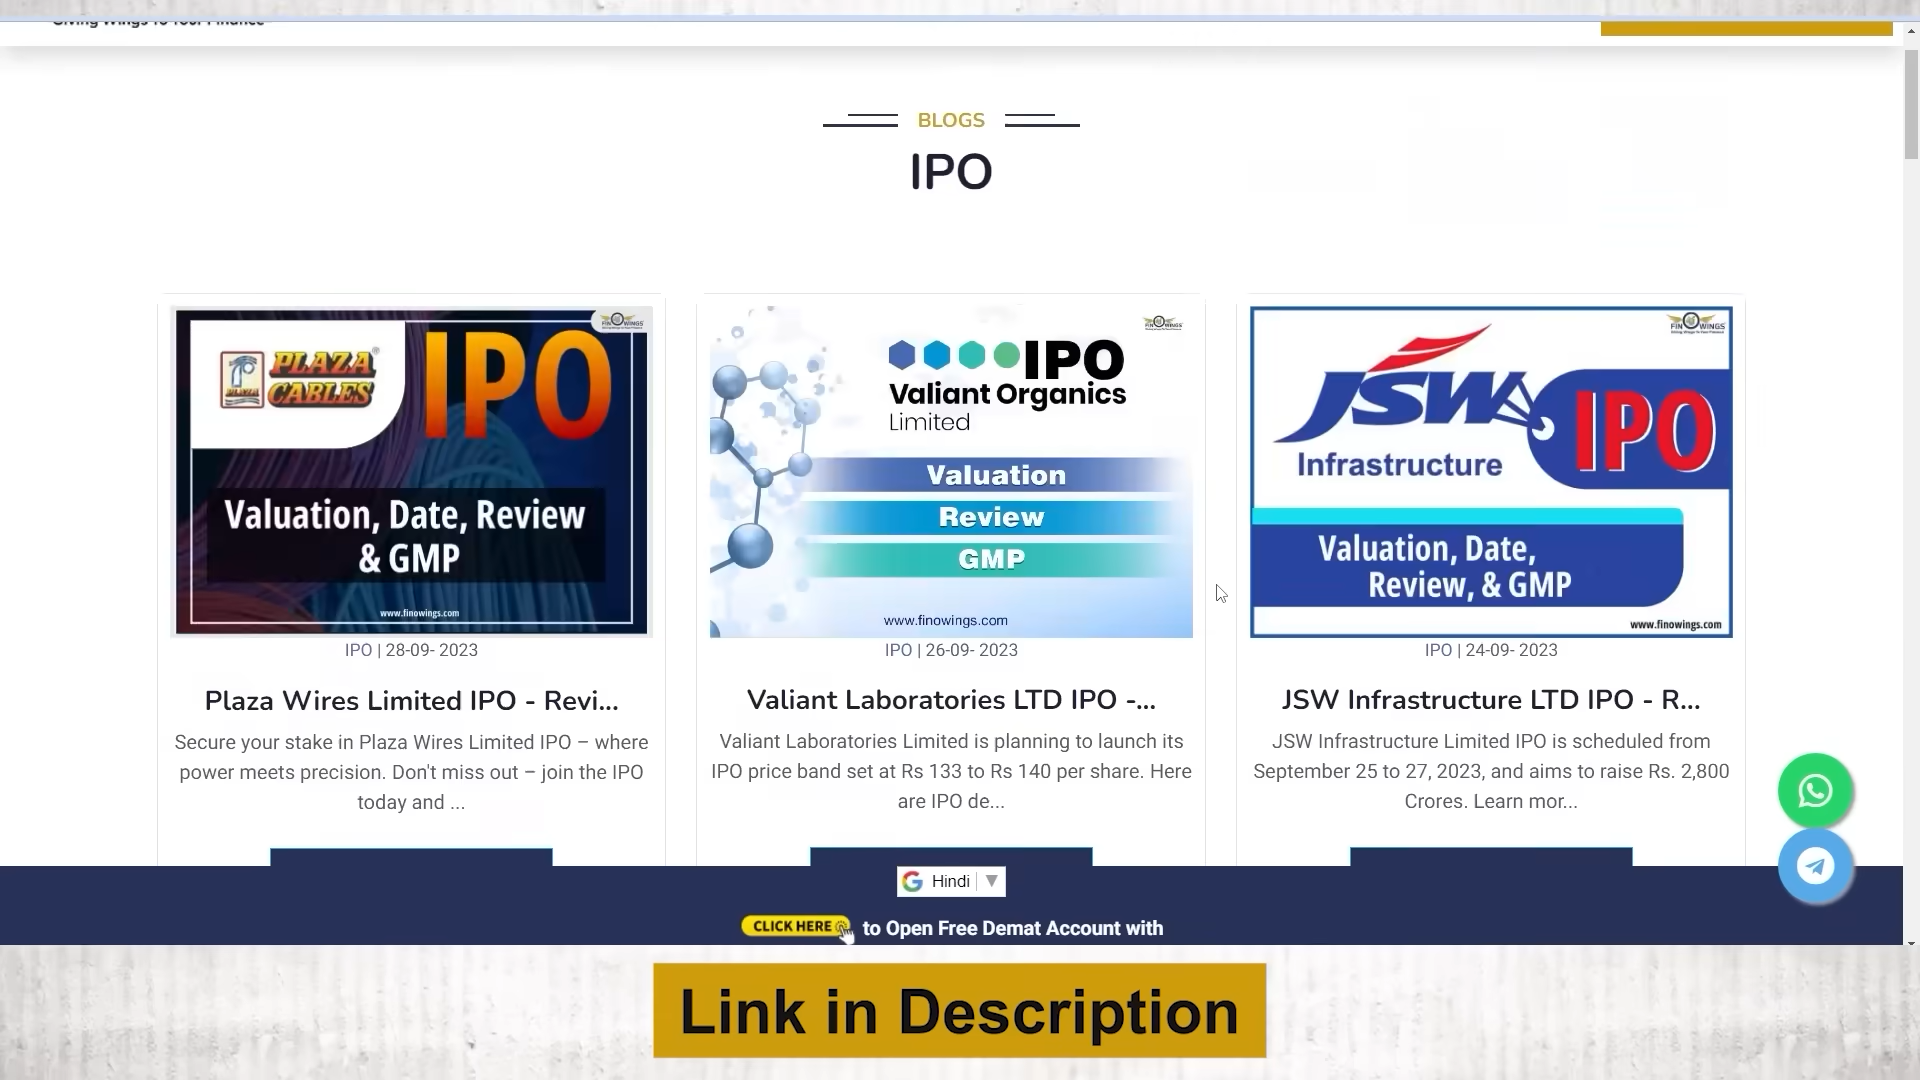 Giving Wings To Your Finance
BLOGS
IPO
PLAZA
CABLES
IPO
Valuation, Date, Review
& GMP
www.finowings.com
FINOWINGS
IPO
Valiant Organics
Limited
Valuation
Review
GMP
www.finowings.com
FINOWINGS
JSW
Infrastructure
IPO
Valuation, Date,
Review, & GMP
www.finowings.com
IPO | 28-09- 2023
IPO | 26-09- 2023
IPO | 24-09- 2023
Plaza Wires Limited IPO - Revi...
Valiant Laboratories LTD IPO -...
JSW Infrastructure LTD IPO - R...
Secure your stake in Plaza Wires Limited IPO – where
power meets precision. Don't miss out – join the IPO
today and ...
Valiant Laboratories Limited is planning to launch its
IPO price band set at Rs 133 to Rs 140 per share. Here
are IPO de...
JSW Infrastructure Limited IPO is scheduled from
September 25 to 27, 2023, and aims to raise Rs. 2,800
Crores. Learn mor...
Hindi
CLICK HERE to Open Free Demat Account with
Link in Description